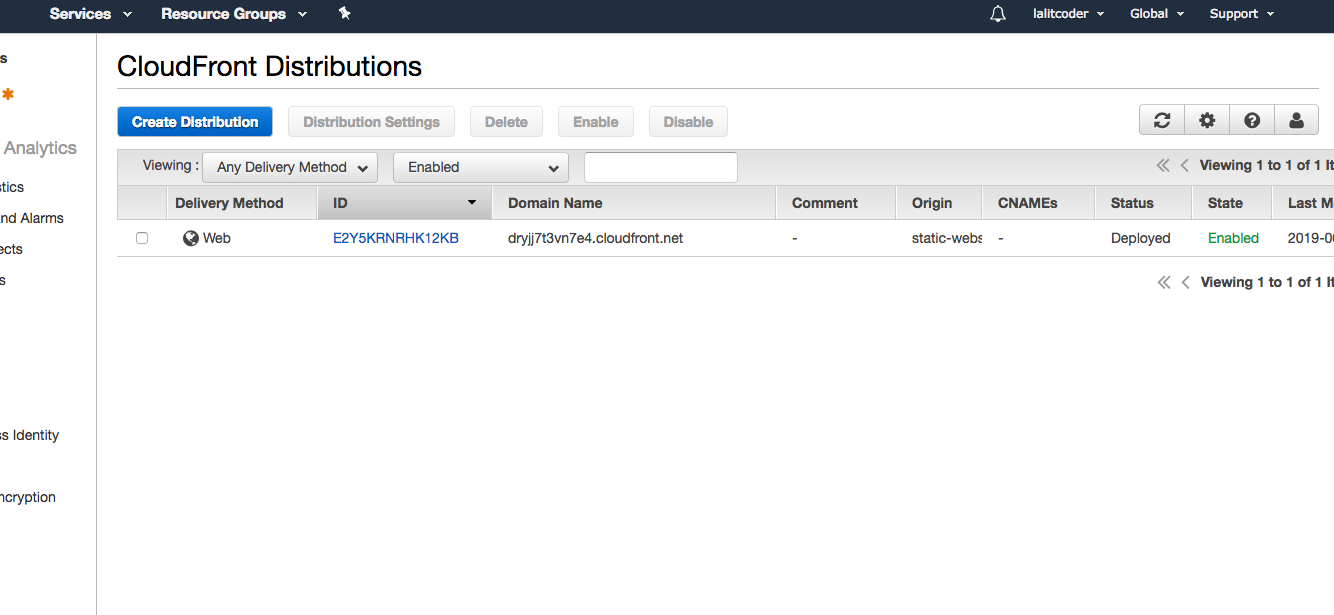 Services Resource Groups lalitcoder Global Support
CloudFront Distributions
Create Distribution Distribution Settings Delete Enable Disable
Analytics
Viewing : Any Delivery Method Enabled Viewing 1 to 1 of 1 It
Delivery Method ID Domain Name Comment Origin CNAMEs Status State Last M
stics
Web E2Y5KRNRHK12KB dryjj7t3vn7e4.cloudfront.net - static-webs - Deployed Enabled 2019-0
nd Alarms
ects
s
Viewing 1 to 1 of 1 It
ss Identity
ncryption